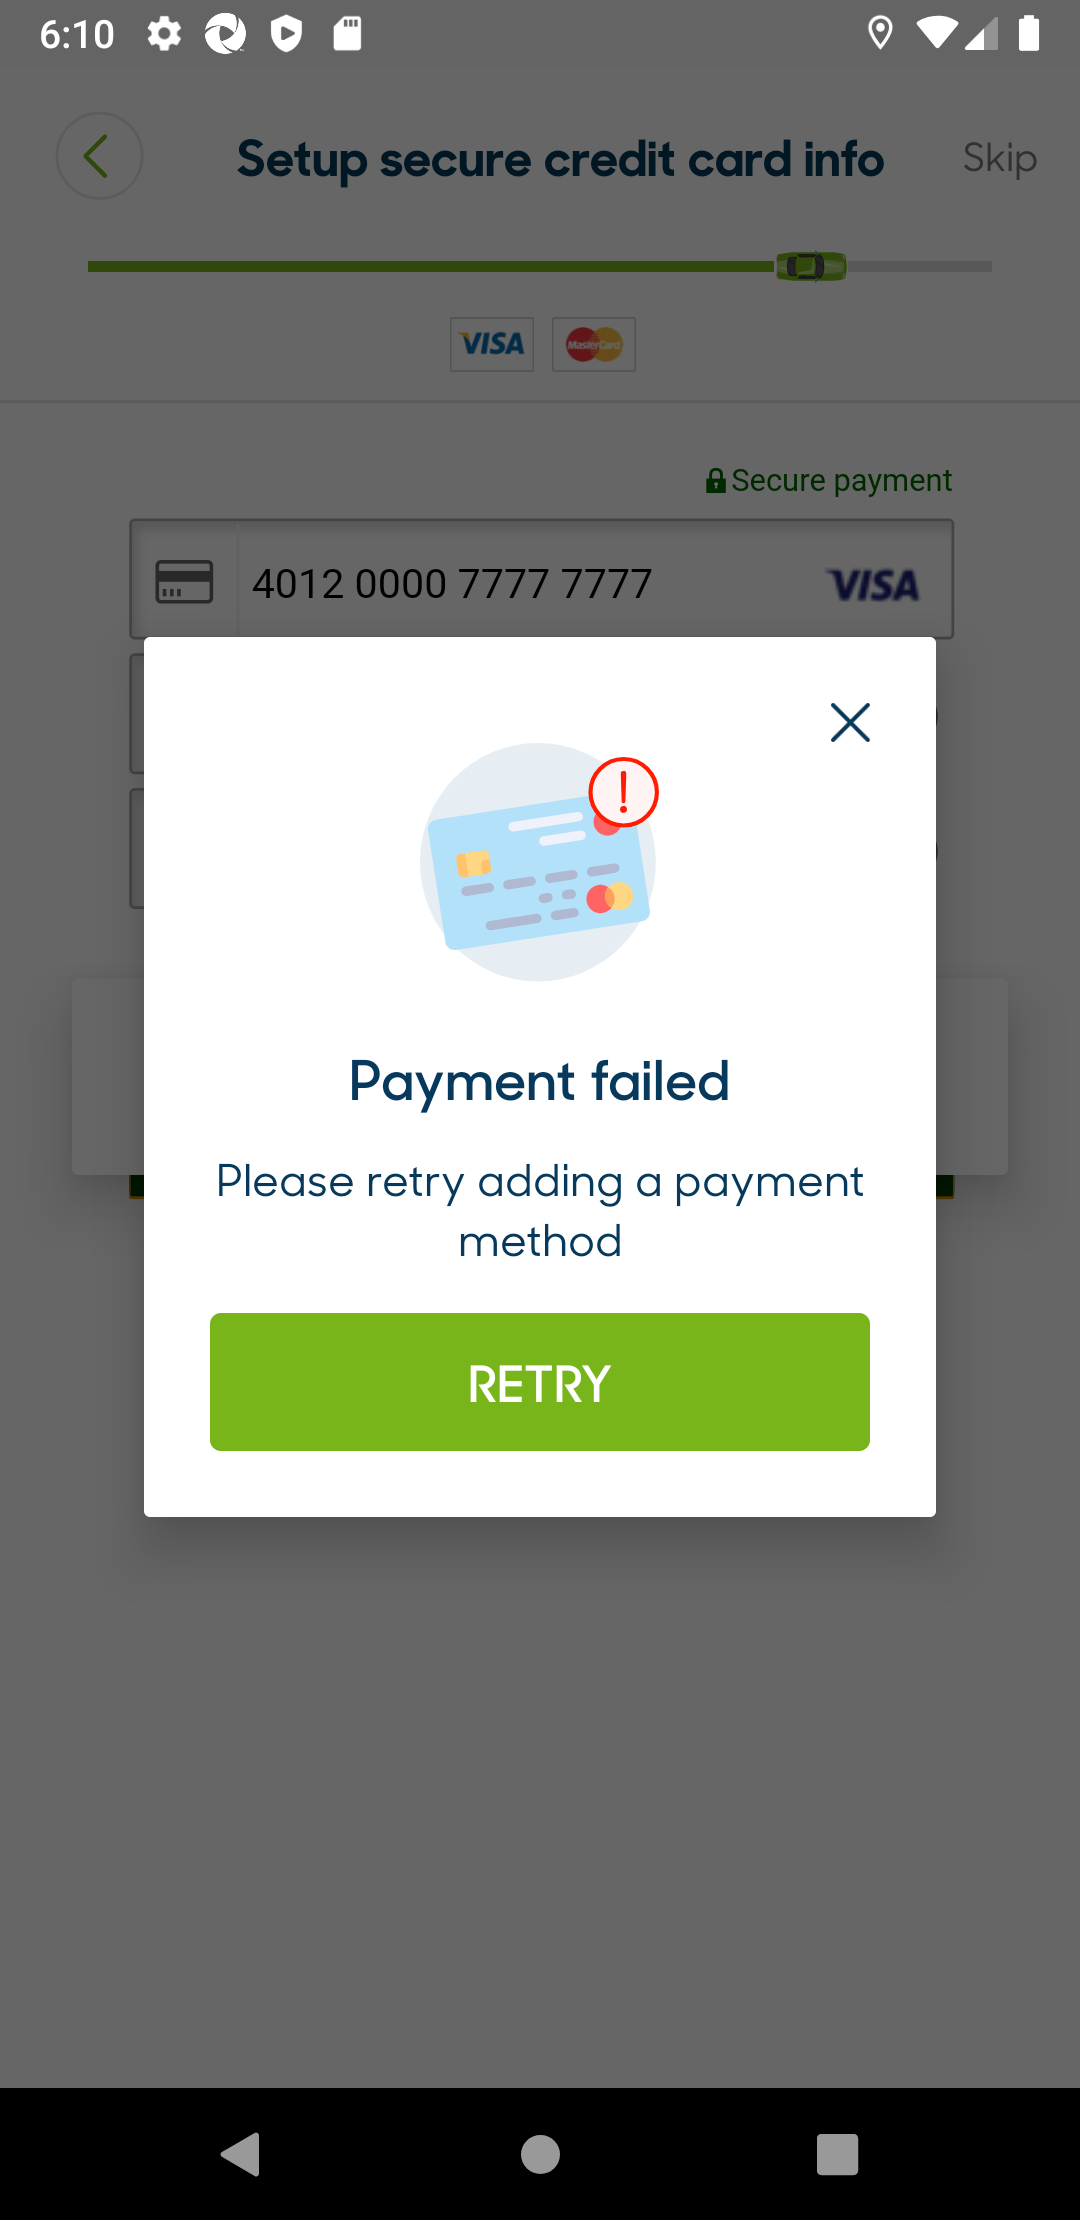 6:10
Setup secure credit card info
Skip
VISA
MasterCard
Secure payment
4012 0000 7777 7777
VISA
Payment failed
Please retry adding a payment
method
RETRY